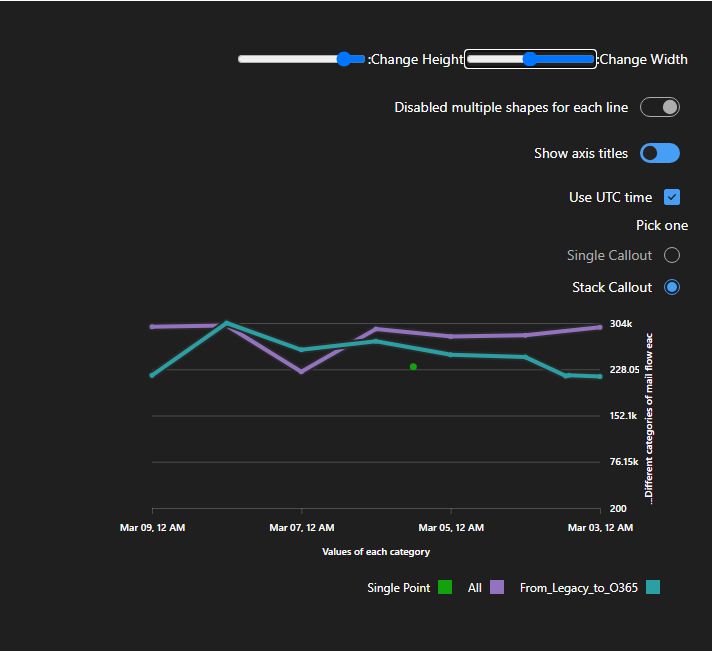 :Change Height :Change Width
Disabled multiple shapes for each line
Show axis titles
Use UTC time
Pick one
Single Callout
Stack Callout
304k
228.05
152.1k
76.15k
200
...Different categories of mail flow eac
Mar 09, 12 AM Mar 07, 12 AM Mar 05, 12 AM Mar 03, 12 AM
Values of each category
Single Point All From_Legacy_to_O365